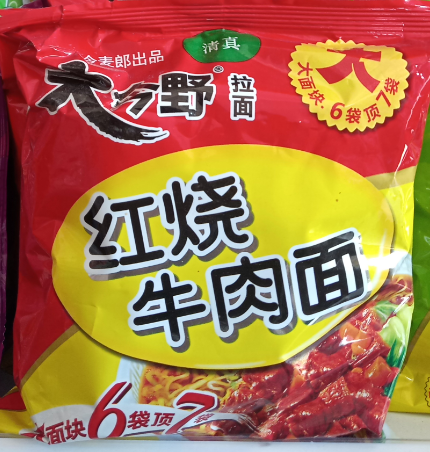 今麦郎出品
清真
大今野®
拉面
大
大面块 6袋顶7袋
红烧
牛肉面
面块6袋顶7袋